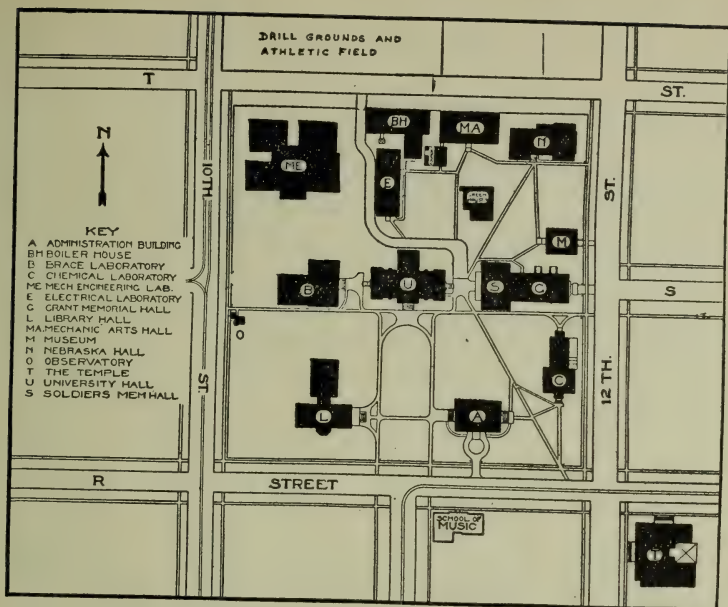 DRILL GROUNDS AND
ATHLETIC FIELD
T
ST.
N
10TH.
ST.
BH
MA
N
ME
E
M
KEY
A ADMINISTRATION BUILDING
BH BOILER HOUSE
B BRACE LABORATORY
C CHEMICAL LABORATORY
ME MECH ENGINEERING LAB.
E ELECTRICAL LABORATORY
G GRANT MEMORIAL HALL
L LIBRARY HALL
MA. MECHANIC ARTS HALL
M MUSEUM
N NEBRASKA HALL
O OBSERVATORY
T THE TEMPLE
U UNIVERSITY HALL
S SOLDIERS MEM HALL
B
U
S
G
S
O
C
12TH.
ST.
L
A
R
STREET
SCHOOL OF
MUSIC
T